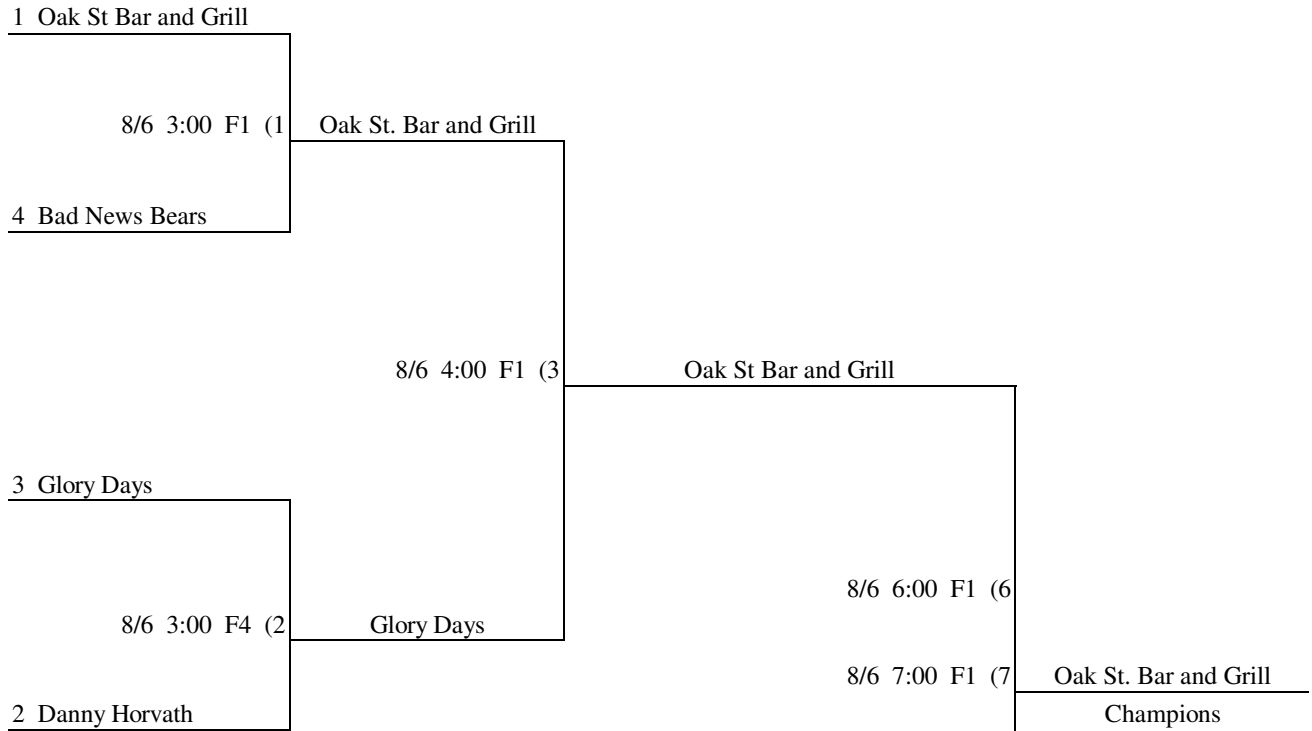 1 Oak St Bar and Grill
8/6 3:00 F1 (1
Oak St. Bar and Grill
4 Bad News Bears
8/6 4:00 F1 (3
Oak St Bar and Grill
3 Glory Days
8/6 6:00 F1 (6
8/6 3:00 F4 (2
Glory Days
8/6 7:00 F1 (7
Oak St. Bar and Grill
2 Danny Horvath
Champions